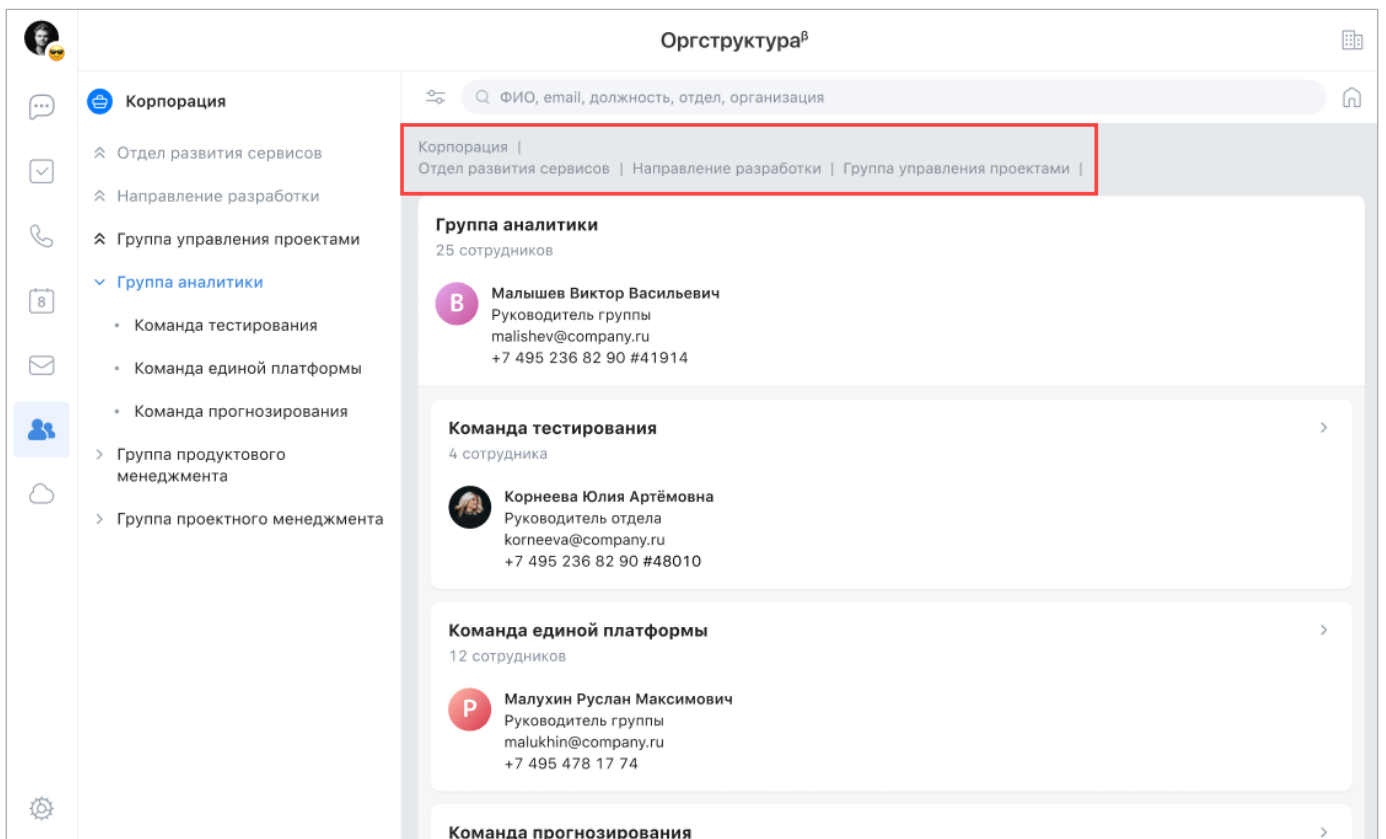 Оргструктураᵝ
Корпорация
Отдел развития сервисов
Направление разработки
Группа управления проектами
Группа аналитики
Команда тестирования
Команда единой платформы
Команда прогнозирования
Группа продуктового
менеджмента
Группа проектного менеджмента
8
ФИО, email, должность, отдел, организация
Корпорация |
Отдел развития сервисов | Направление разработки | Группа управления проектами |
Группа аналитики
25 сотрудников
В
Малышев Виктор Васильевич
Руководитель группы
malishev@company.ru
+7 495 236 82 90 #41914
Команда тестирования
4 сотрудника
Корнеева Юлия Артёмовна
Руководитель отдела
korneeva@company.ru
+7 495 236 82 90 #48010
Команда единой платформы
12 сотрудников
Р
Малухин Руслан Максимович
Руководитель группы
malukhin@company.ru
+7 495 478 17 74
Команда прогнозирования